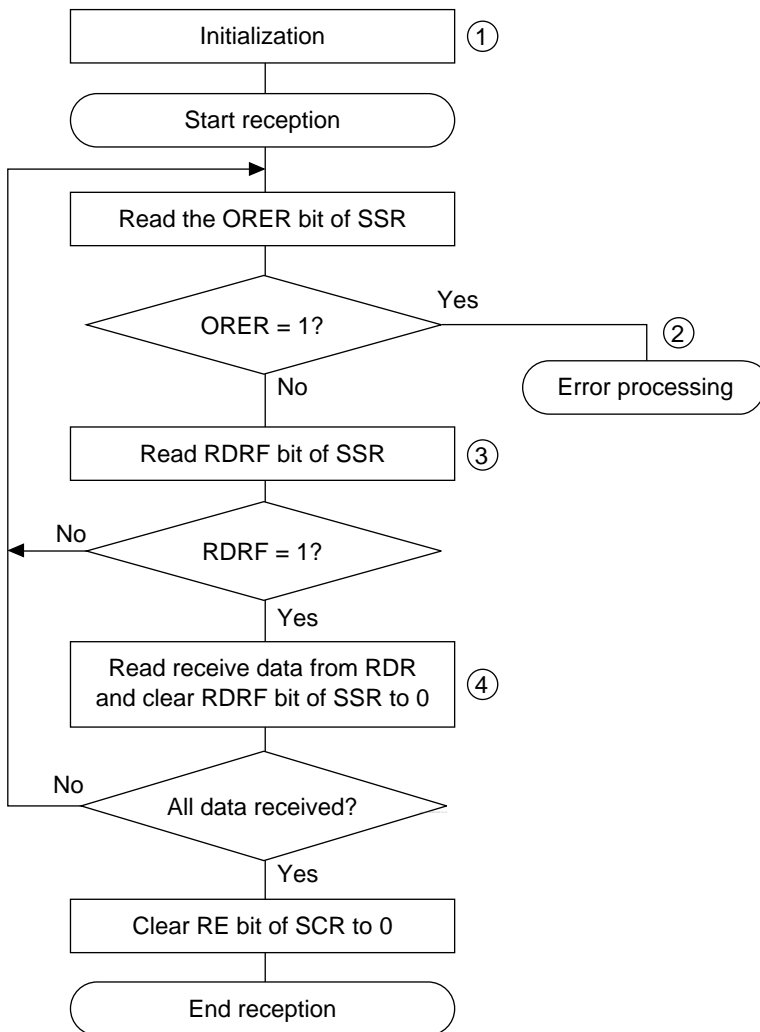 Initialization
1
Start reception
Read the ORER bit of SSR
ORER = 1?
Yes
2
Error processing
No
Read RDRF bit of SSR
3
No
RDRF = 1?
Yes
Read receive data from RDR
and clear RDRF bit of SSR to 0
4
No
All data received?
Yes
Clear RE bit of SCR to 0
End reception